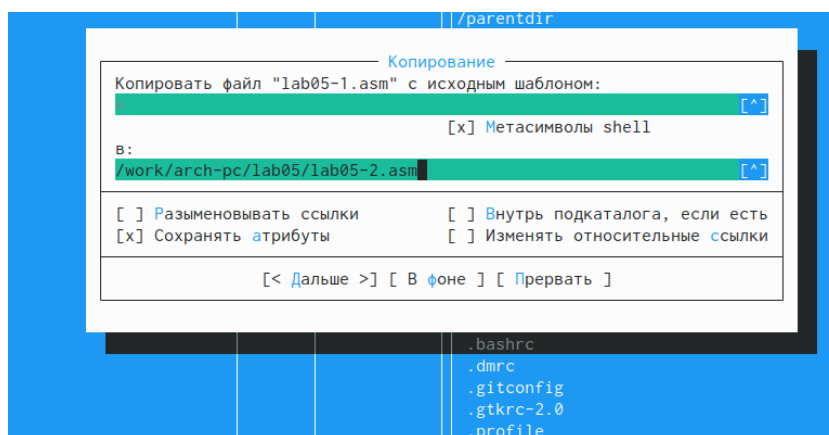 /parentdir
Копирование
Копировать файл "lab05-1.asm" с исходным шаблоном:
[^]
[x] Метасимволы shell
в:
/work/arch-pc/lab05/lab05-2.asm [^]
[ ] Разыменовывать ссылки [ ] Внутрь подкаталога, если есть
[x] Сохранять атрибуты [ ] Изменять относительные ссылки
[< Дальше >] [ В фоне ] [ Прервать ]
.bashrc
.dmrc
.gitconfig
.gtkrc-2.0
.profile